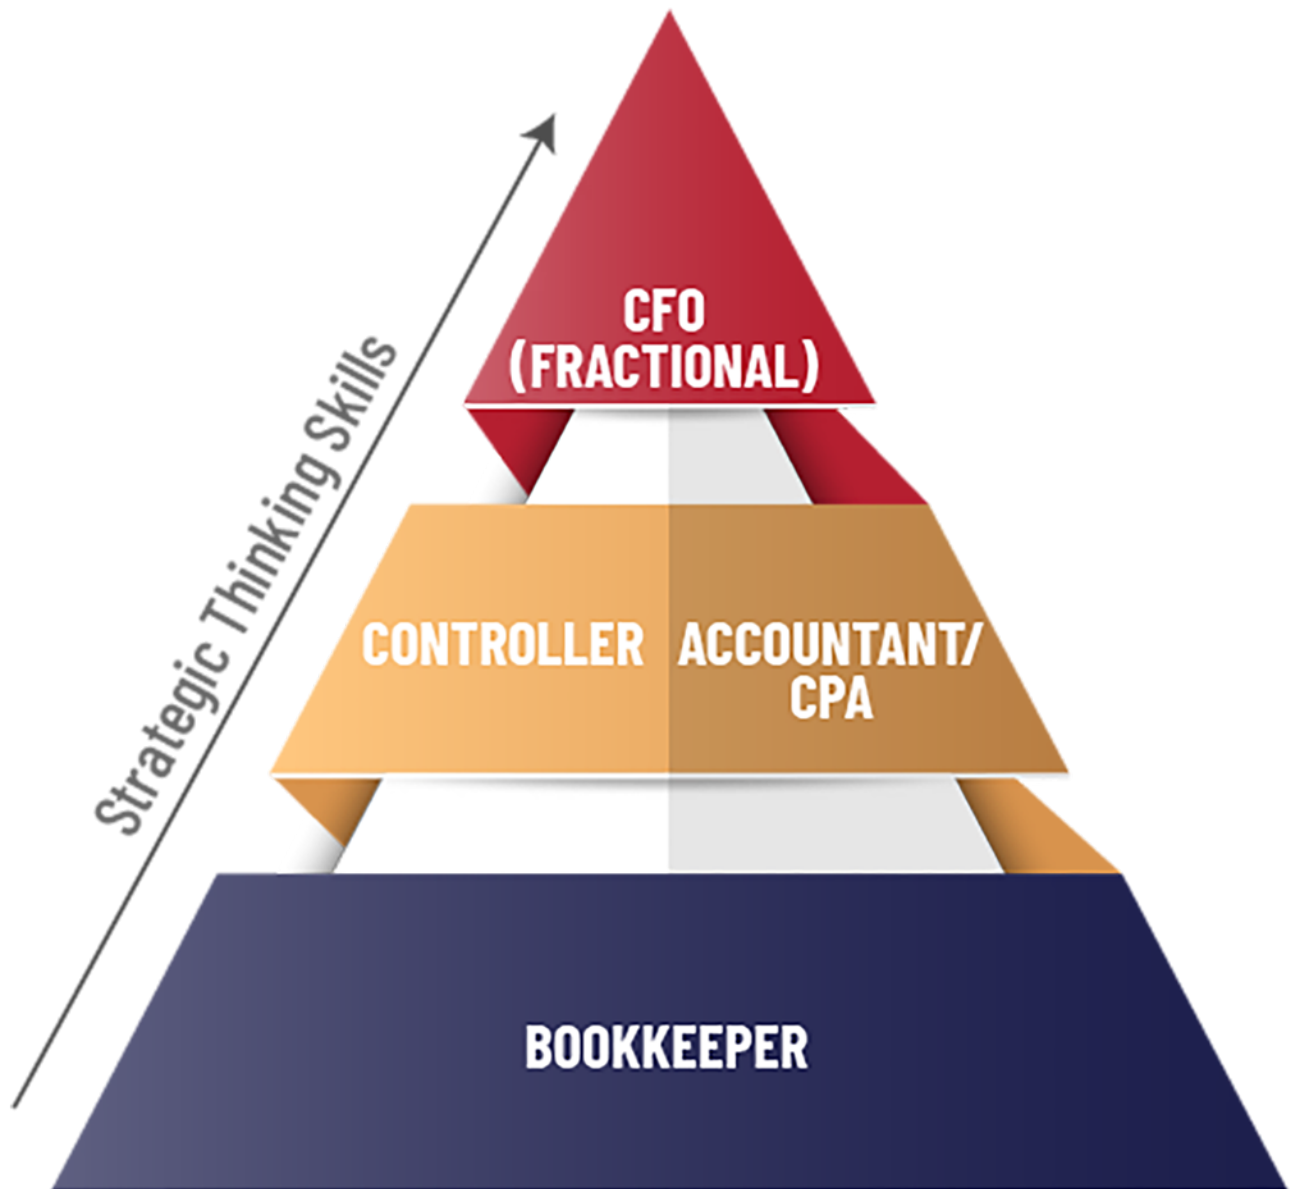 CFO
(FRACTIONAL)
Strategic Thinking Skills
CONTROLLER
ACCOUNTANT/
CPA
BOOKKEEPER